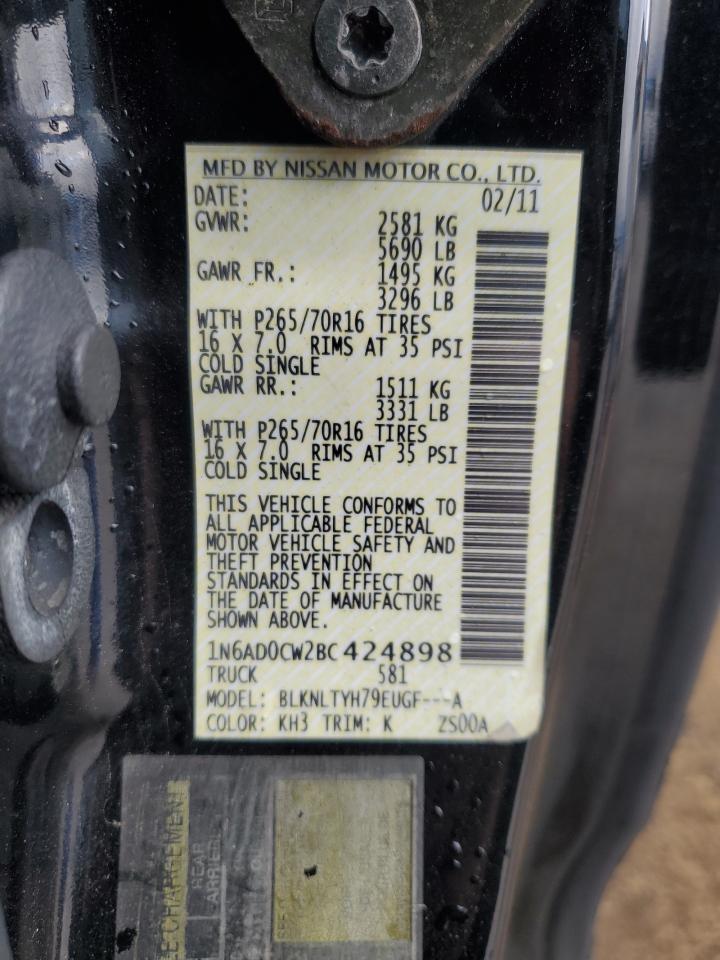 MFD BY NISSAN MOTOR CO., LTD.
DATE: 02/11
GVWR: 2581 KG
5690 LB
GAWR FR.: 1495 KG
3296 LB
WITH P265/70R16 TIRES
16 X 7.0 RIMS AT 35 PSI
COLD SINGLE
GAWR RR.: 1511 KG
3331 LB
WITH P265/70R16 TIRES
16 X 7.0 RIMS AT 35 PSI
COLD SINGLE
THIS VEHICLE CONFORMS TO
ALL APPLICABLE FEDERAL
MOTOR VEHICLE SAFETY AND
THEFT PREVENTION
STANDARDS IN EFFECT ON
THE DATE OF MANUFACTURE
SHOWN ABOVE.
1N6AD0CW2BC424898
TRUCK 581
MODEL: BLKNLTYH79EUGF---A
COLOR: KH3 TRIM: K ZS00A
CHARGEMENT
REAR